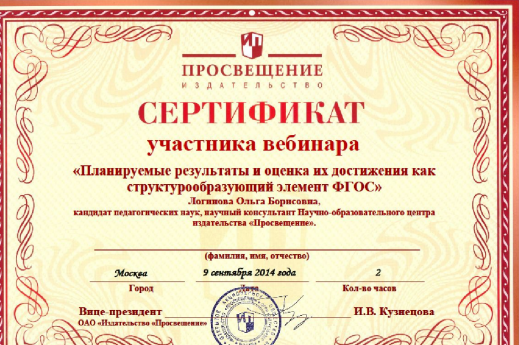 ПРОСВЕЩЕНИЕ
ИЗДАТЕЛЬСТВО
СЕРТИФИКАТ
участника вебинара
«Планируемые результаты и оценка их достижения как
структурообразующий элемент ФГОС»
Логинова Ольга Борисовна,
кандидат педагогических наук, научный консультант Научно-образовательного центра
издательства «Просвещение».
(фамилия, имя, отчество)
Москва 9 сентября 2014 года 2
Город Дата Кол-во часов
Вице-президент И.В. Кузнецова
ОАО «Издательство «Просвещение»